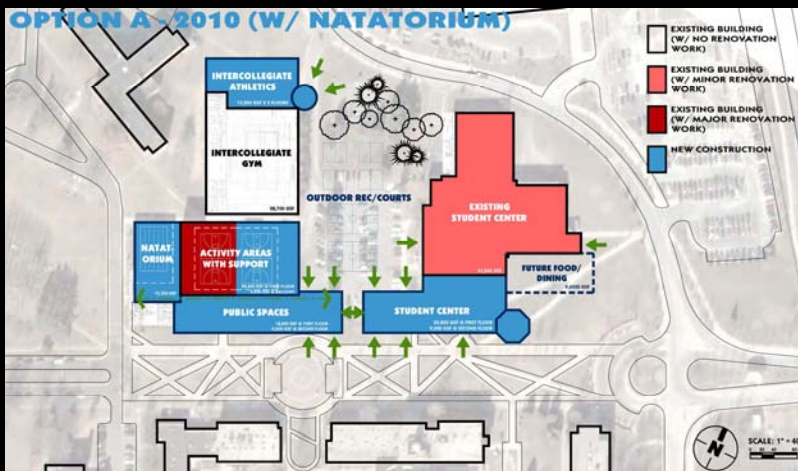 OPTION A - 2010 (W/ NATATORIUM)
EXISTING BUILDING
(W/ NO RENOVATION
WORK)
EXISTING BUILDING
(W/ MINOR RENOVATION
WORK)
EXISTING BUILDING
(W/ MAJOR RENOVATION
WORK)
NEW CONSTRUCTION
INTERCOLLEGIATE
ATHLETICS
INTERCOLLEGIATE
GYM
OUTDOOR REC/COURTS
EXISTING
STUDENT CENTER
NATAT-
ORIUM
ACTIVITY AREAS
WITH SUPPORT
FUTURE FOOD/
DINING
PUBLIC SPACES
STUDENT CENTER
N
SCALE: 1" = 40